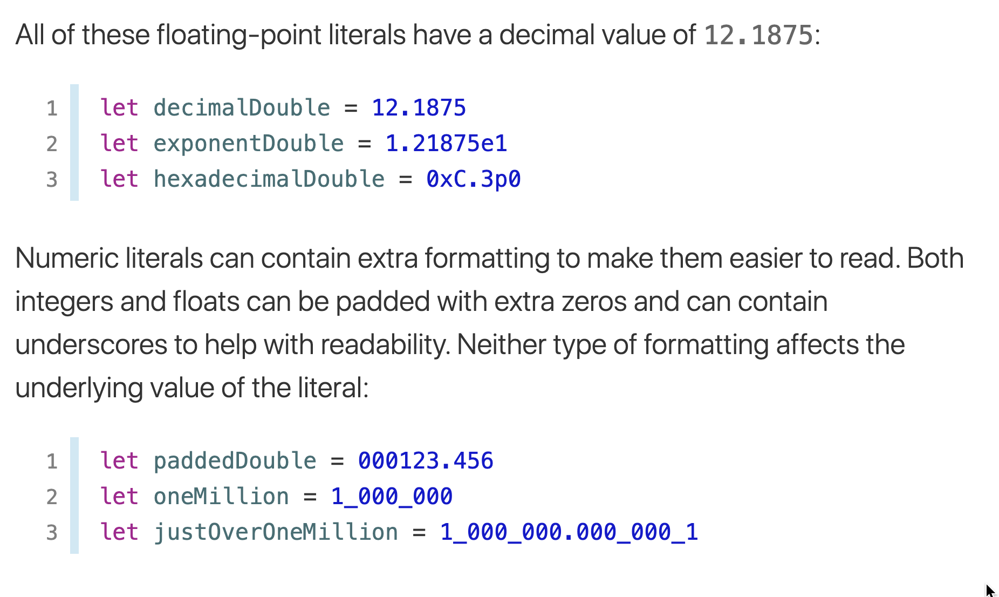 All of these floating-point literals have a decimal value of 12.1875:
1 let decimalDouble = 12.1875
2 let exponentDouble = 1.21875e1
3 let hexadecimalDouble = 0xC.3p0
Numeric literals can contain extra formatting to make them easier to read. Both
integers and floats can be padded with extra zeros and can contain
underscores to help with readability. Neither type of formatting affects the
underlying value of the literal:
1 let paddedDouble = 000123.456
2 let oneMillion = 1_000_000
3 let justOverOneMillion = 1_000_000.000_000_1